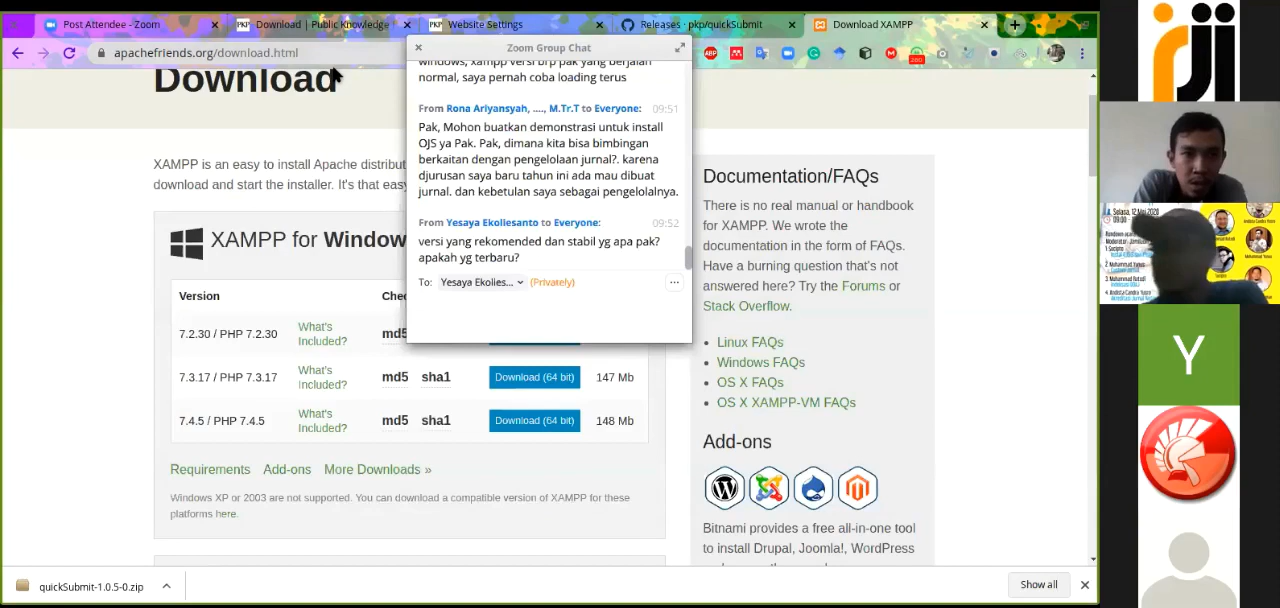 Post Attendee - Zoom
Download | Public Knowledge
Website Settings
Releases · pkp/quickSubmit
Download XAMPP
apachefriends.org/download.html
ABP
200
Download
XAMPP is an easy to install Apache distribut
download and start the installer. It's that easy
XAMPP for Window
Version
Chec
7.2.30 / PHP 7.2.30
What's
Included?
md5
7.3.17 / PHP 7.3.17
What's
Included?
md5
sha1
Download (64 bit)
147 Mb
7.4.5 / PHP 7.4.5
What's
Included?
md5
sha1
Download (64 bit)
148 Mb
Requirements
Add-ons
More Downloads »
Windows XP or 2003 are not supported. You can download a compatible version of XAMPP for these
platforms here.
Zoom Group Chat
windows, xampp versi brp pak yang berjalan
normal, saya pernah coba loading terus
From Rona Ariyansyah, ...., M.Tr.T to Everyone:
09:51
Pak, Mohon buatkan demonstrasi untuk install
OJS ya Pak. Pak, dimana kita bisa bimbingan
berkaitan dengan pengelolaan jurnal?. karena
djurusan saya baru tahun ini ada mau dibuat
jurnal. dan kebetulan saya sebagai pengelolalnya.
From Yesaya Ekollesanto to Everyone:
09:52
versi yang rekomended dan stabil yg apa pak?
apakah yg terbaru?
To: Yesaya Ekolles... (Privately)
Documentation/FAQs
There is no real manual or handbook
for XAMPP. We wrote the
documentation in the form of FAQs.
Have a burning question that's not
answered here? Try the Forums or
Stack Overflow.
Linux FAQs
Windows FAQs
OS X FAQs
OS X XAMPP-VM FAQs
Add-ons
Bitnami provides a free all-in-one tool
to install Drupal, Joomla!, WordPress
quickSubmit-1.0.5-0.zip
Show all
Selasa, 12 Mei 2020
Y